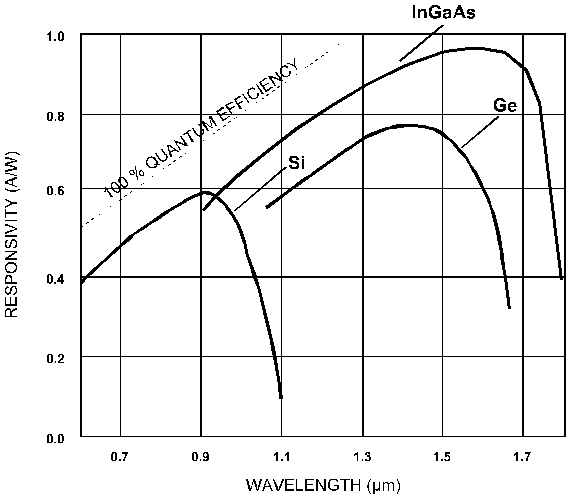 InGaAs
1.0
100 % QUANTUM EFFICIENCY
Ge
0.8
Si
0.6
RESPONSIVITY (A/W)
0.4
0.2
0.0
0.7 0.9 1.1 1.3 1.5 1.7
WAVELENGTH (μm)